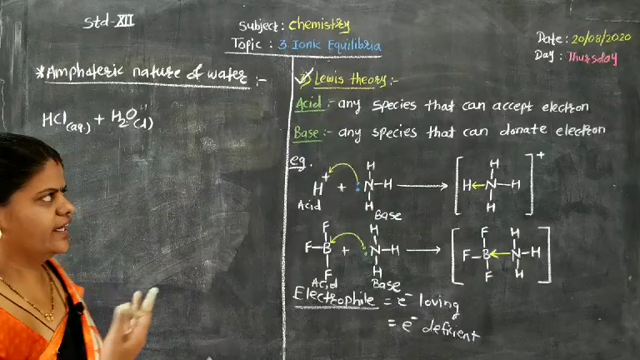 Std-XII
Subject: Chemistry
Topic : 3 Ionic Equilibria
Date: 20/08/2020
Day: Thursday
*Amphoteric nature of water :-
HCl(aq.) + H2O(l)
Lewis theory :-
Acid: any species that can accept electron
Base: any species that can donate electron
eg.
H H
H+ + :N-H → [H←N-H]+
H H
Acid Base
F H F H
F-B + :N-H → [F-B←N-H]
F H F H
Acid Base
Electrophile = e- loving
= e- deficient